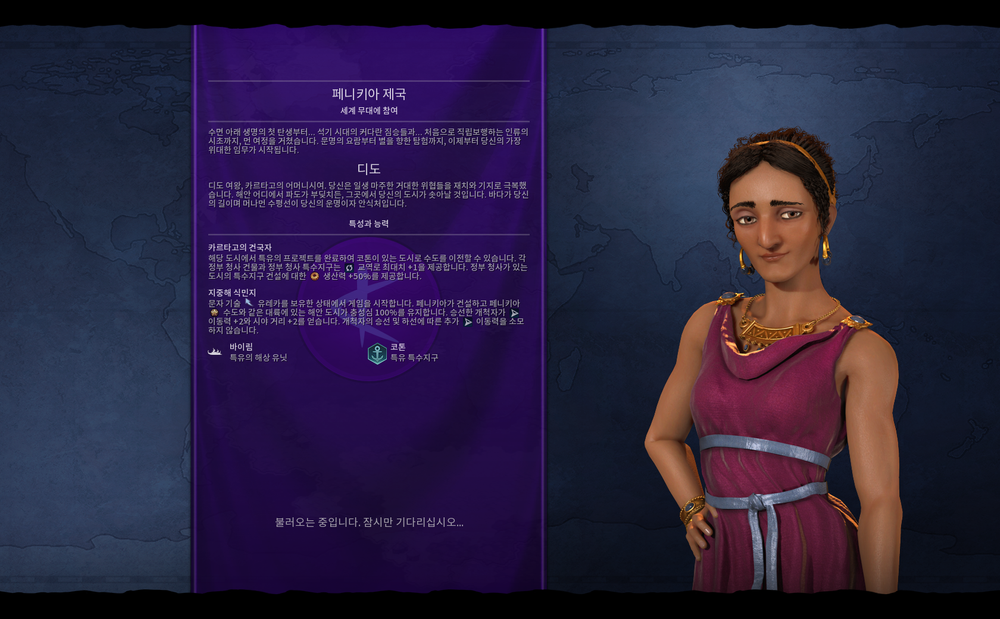 페니키아 제국
세계 무대에 참여
수면 아래 생명의 첫 탄생부터... 석기 시대의 커다란 짐승들과... 처음으로 직립보행하는 인류의
시초까지, 먼 여정을 거쳤습니다. 문명의 요람부터 별을 향한 탐험까지, 이제부터 당신의 가장
위대한 임무가 시작됩니다.
디도
디도 여왕, 카르타고의 어머니시여. 당신은 일생 마주한 거대한 위협들을 재치와 기지로 극복했
습니다. 해안 어디에서 파도가 부딪치든, 그곳에서 당신의 도시가 솟아날 것입니다. 바다가 당신
의 길이며 머나먼 수평선이 당신의 운명이자 안식처입니다.
특성과 능력
카르타고의 건국자
해당 도시에서 특유의 프로젝트를 완료하여 코톤이 있는 도시로 수도를 이전할 수 있습니다. 각
정부 청사 건물과 정부 청사 특수지구는 교역로 최대치 +1를 제공합니다. 정부 청사가 있는
도시의 특수지구 건설에 대한 생산력 +50%를 제공합니다.
지중해 식민지
문자 기술 유레카를 보유한 상태에서 게임을 시작합니다. 페니키아가 건설하고 페니키아
수도와 같은 대륙에 있는 해안 도시가 충성심 100%를 유지합니다. 승선한 개척자가
이동력 +2와 시야 거리 +2를 얻습니다. 개척자의 승선 및 하선에 따른 추가 이동력을 소모
하지 않습니다.
바이림
특유의 해상 유닛
코톤
특유 특수지구
불러오는 중입니다. 잠시만 기다리십시오...